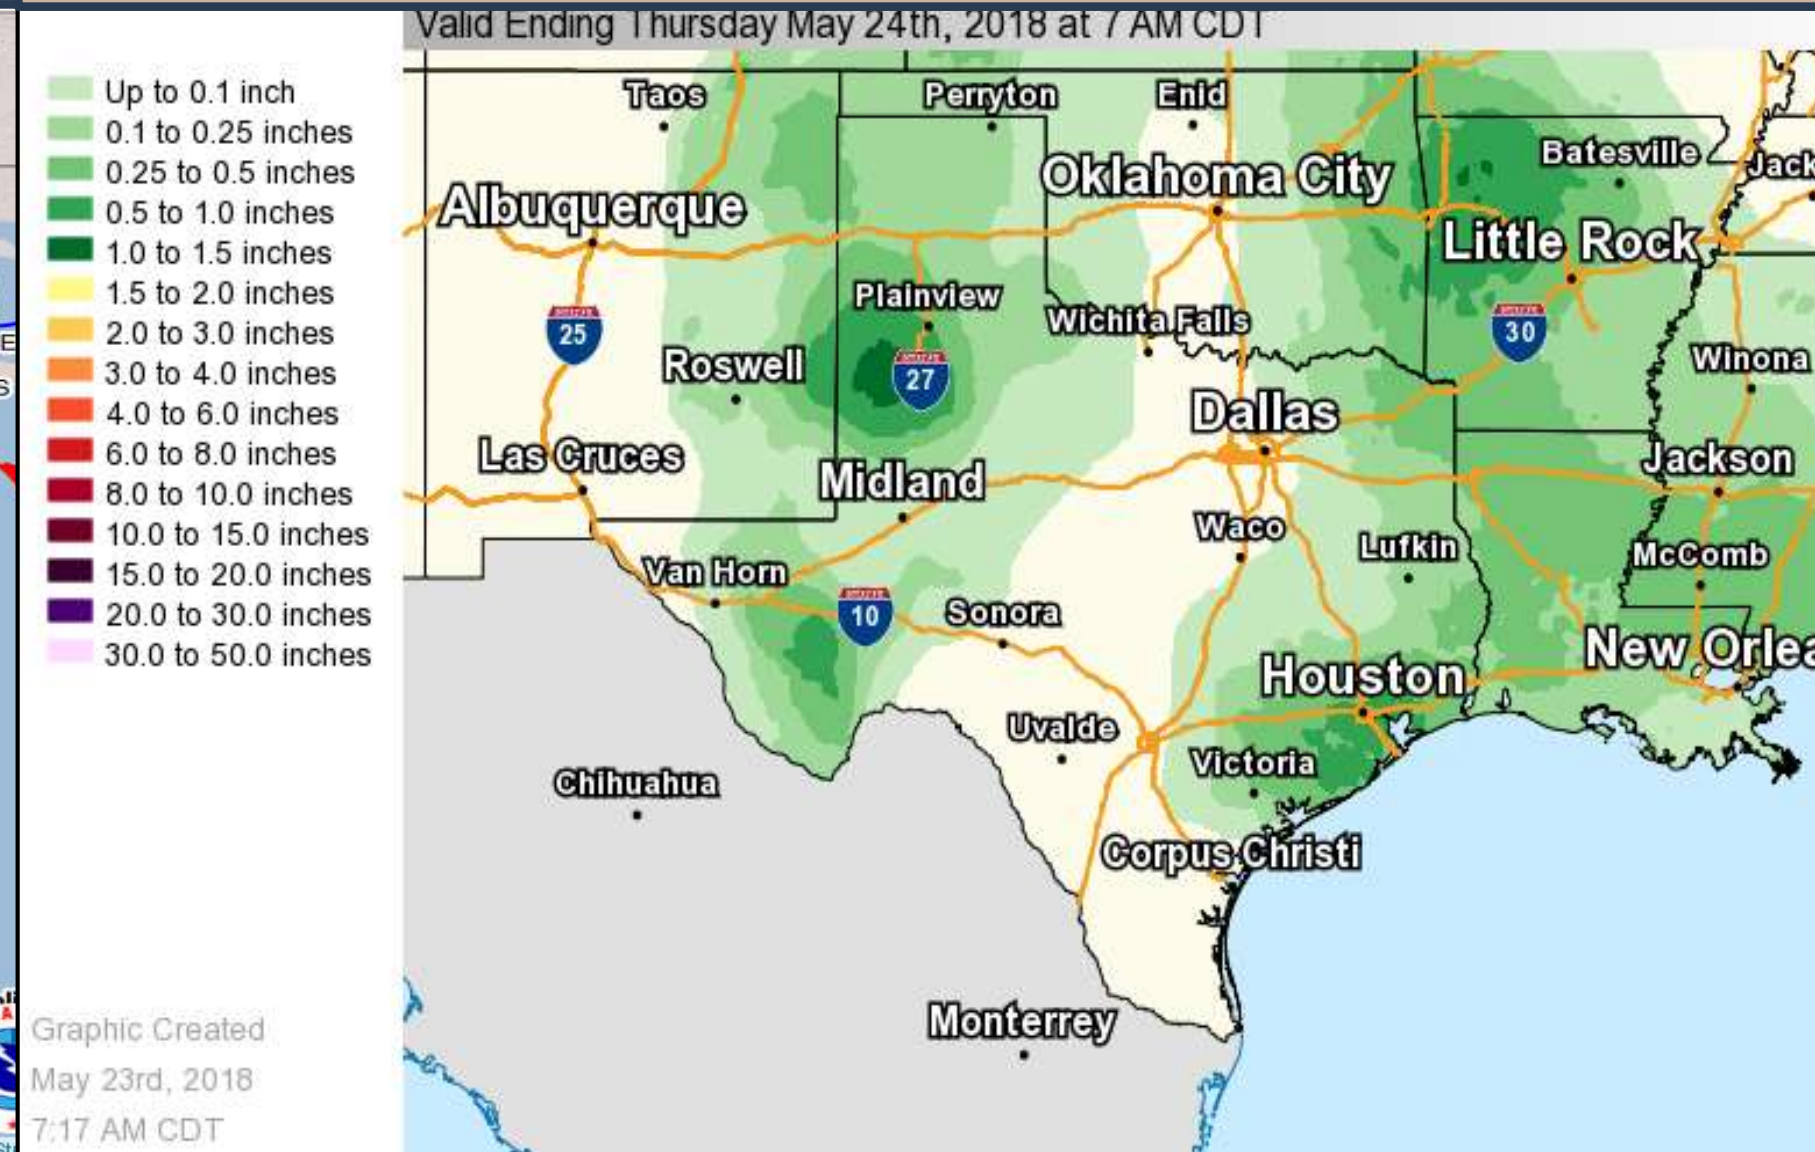 Valid Ending Thursday May 24th, 2018 at 7 AM CDT
Up to 0.1 inch
0.1 to 0.25 inches
0.25 to 0.5 inches
0.5 to 1.0 inches
1.0 to 1.5 inches
1.5 to 2.0 inches
2.0 to 3.0 inches
3.0 to 4.0 inches
4.0 to 6.0 inches
6.0 to 8.0 inches
8.0 to 10.0 inches
10.0 to 15.0 inches
15.0 to 20.0 inches
20.0 to 30.0 inches
30.0 to 50.0 inches
Graphic Created
May 23rd, 2018
7:17 AM CDT
Taos
Perryton
Enid
Batesville
Jack
Oklahoma City
Albuquerque
Little Rock
Plainview
Wichita Falls
25
30
Roswell
27
Winona
Dallas
Las Cruces
Midland
Jackson
Waco
Lufkin
McComb
Van Horn
10
Sonora
New Orlea
Houston
Uvalde
Victoria
Chihuahua
Corpus Christi
Monterrey